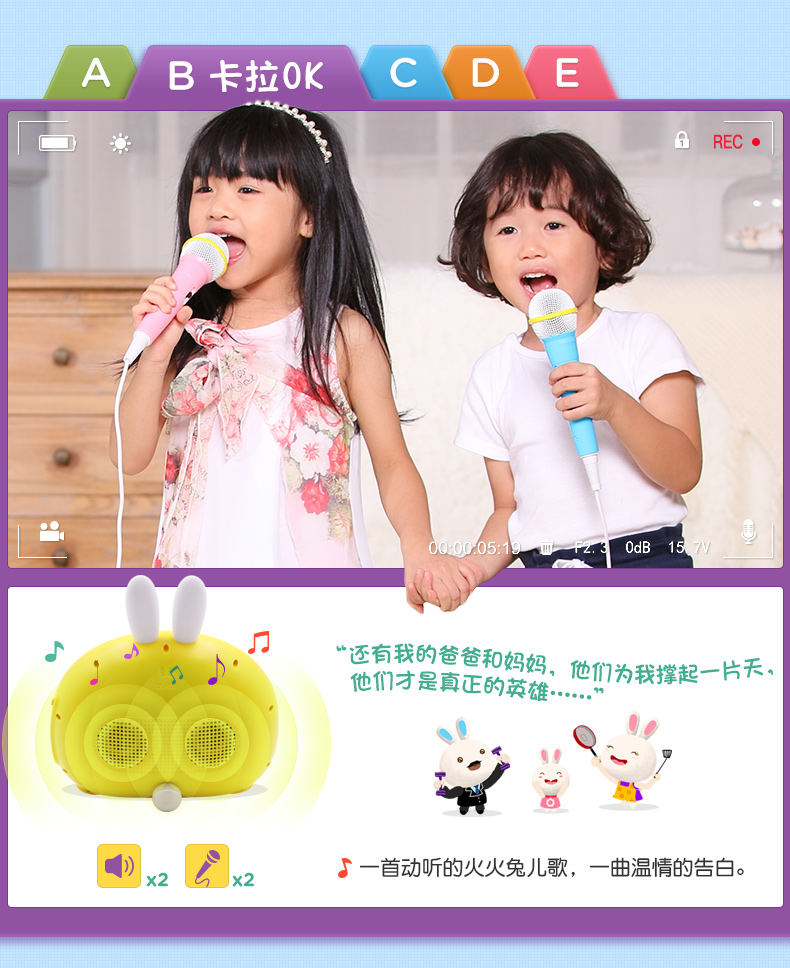 A
B 卡拉OK
C
D
E
1
REC
00:00:05:19 F2.3 0dB 15.7V
“还有我的爸爸和妈妈，他们为我撑起一片天，
他们才是真正的英雄……”
x2
x2
一首动听的火火兔儿歌，一曲温情的告白。